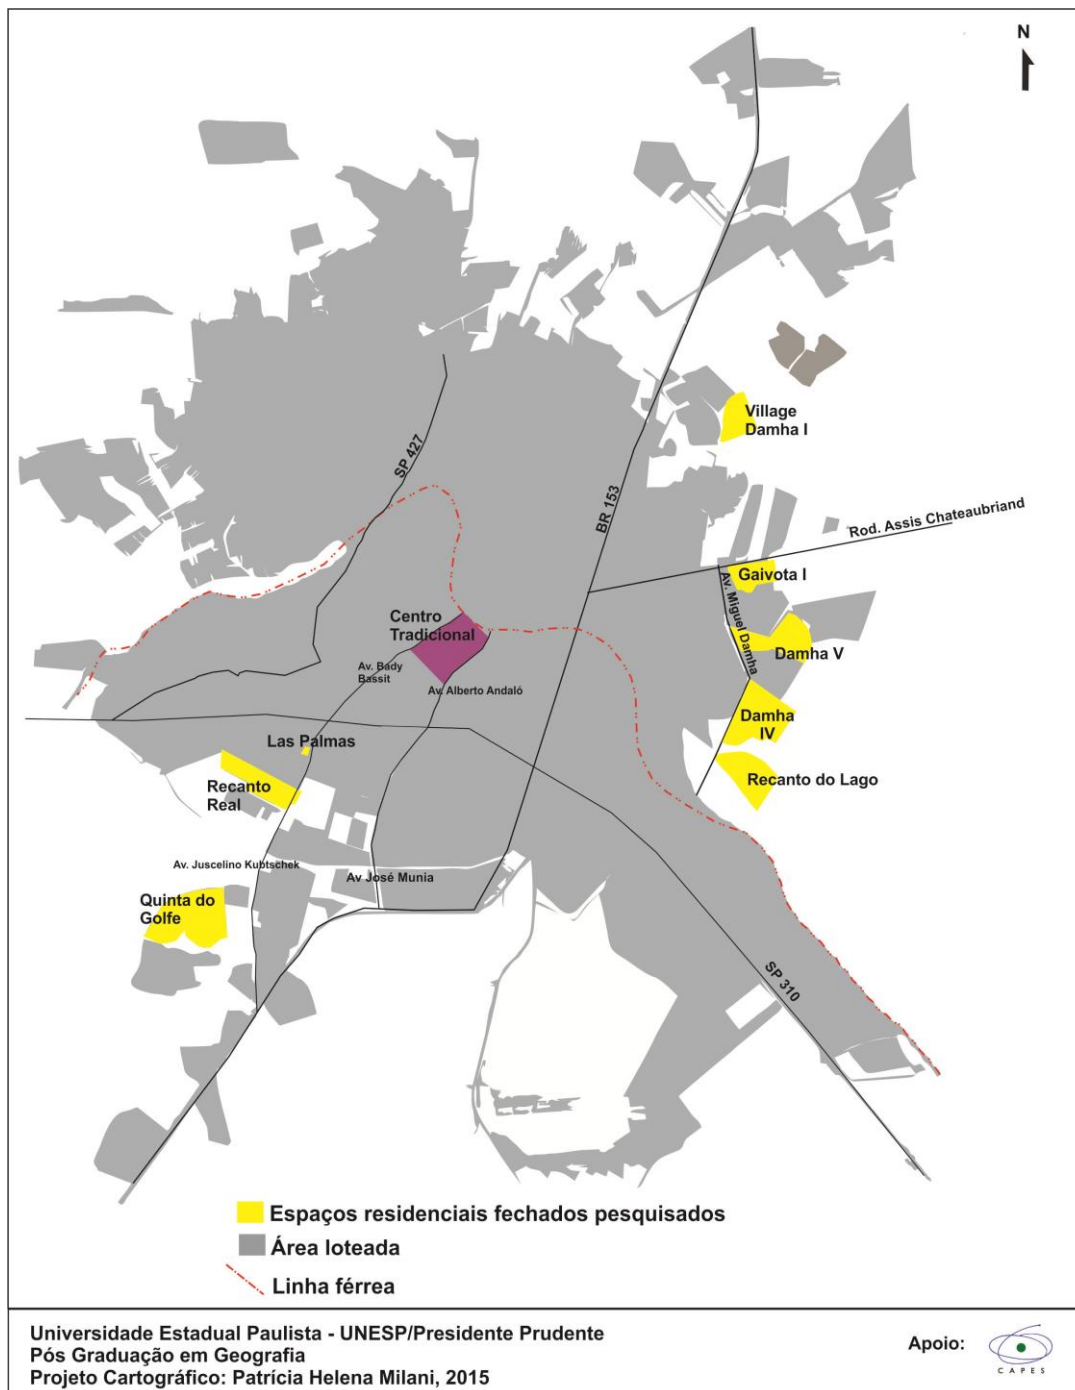 N
Village
Damha I
SP 427
BR 153
Rod. Assis Chateaubriand
Gaivota I
Av. Miguel Damha
Centro
Tradicional
Damha V
Av. Bady
Bassit
Av. Alberto Andaló
Damha
IV
Las Palmas
Recanto
Real
Recanto do Lago
Av. Juscelino Kubtschek
Av José Munia
Quinta do
Golfe
SP 310
Espaços residenciais fechados pesquisados
Área loteada
Linha férrea
Universidade Estadual Paulista - UNESP/Presidente Prudente
Pós Graduação em Geografia
Projeto Cartográfico: Patrícia Helena Milani, 2015
Apoio:
CAPES